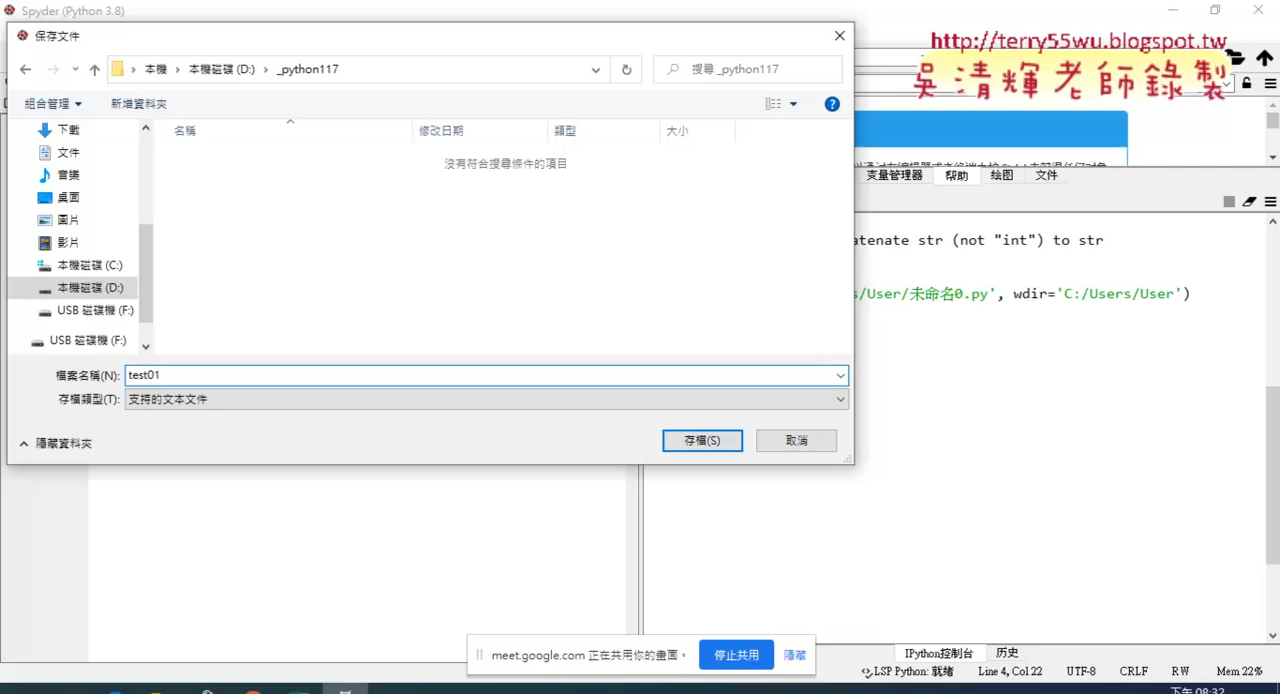 Spyder (Python 3.8)
保存文件
http://terry55wu.blogspot.tw
吳清輝老師錄製
本機 › 本機磁碟 (D:) › _python117
搜尋 _python117
組合管理
新增資料夾
下載
文件
音樂
桌面
圖片
影片
本機磁碟 (C:)
本機磁碟 (D:)
USB 磁碟機 (F:)
USB 磁碟機 (F:)
名稱
修改日期
類型
大小
沒有符合搜尋條件的項目
檔案名稱(N):
test01
存檔類型(T):
支持的文本文件
隱藏資料夾
存檔(S)
取消
变量管理器
帮助
绘图
文件
atenate str (not "int") to str
s/User/未命名0.py', wdir='C:/Users/User')
meet.google.com 正在共用你的畫面。
停止共用
隱藏
IPython控制台
历史
LSP Python: 就绪
Line 4, Col 22
UTF-8
CRLF
RW
Mem 22%
下午 08:32